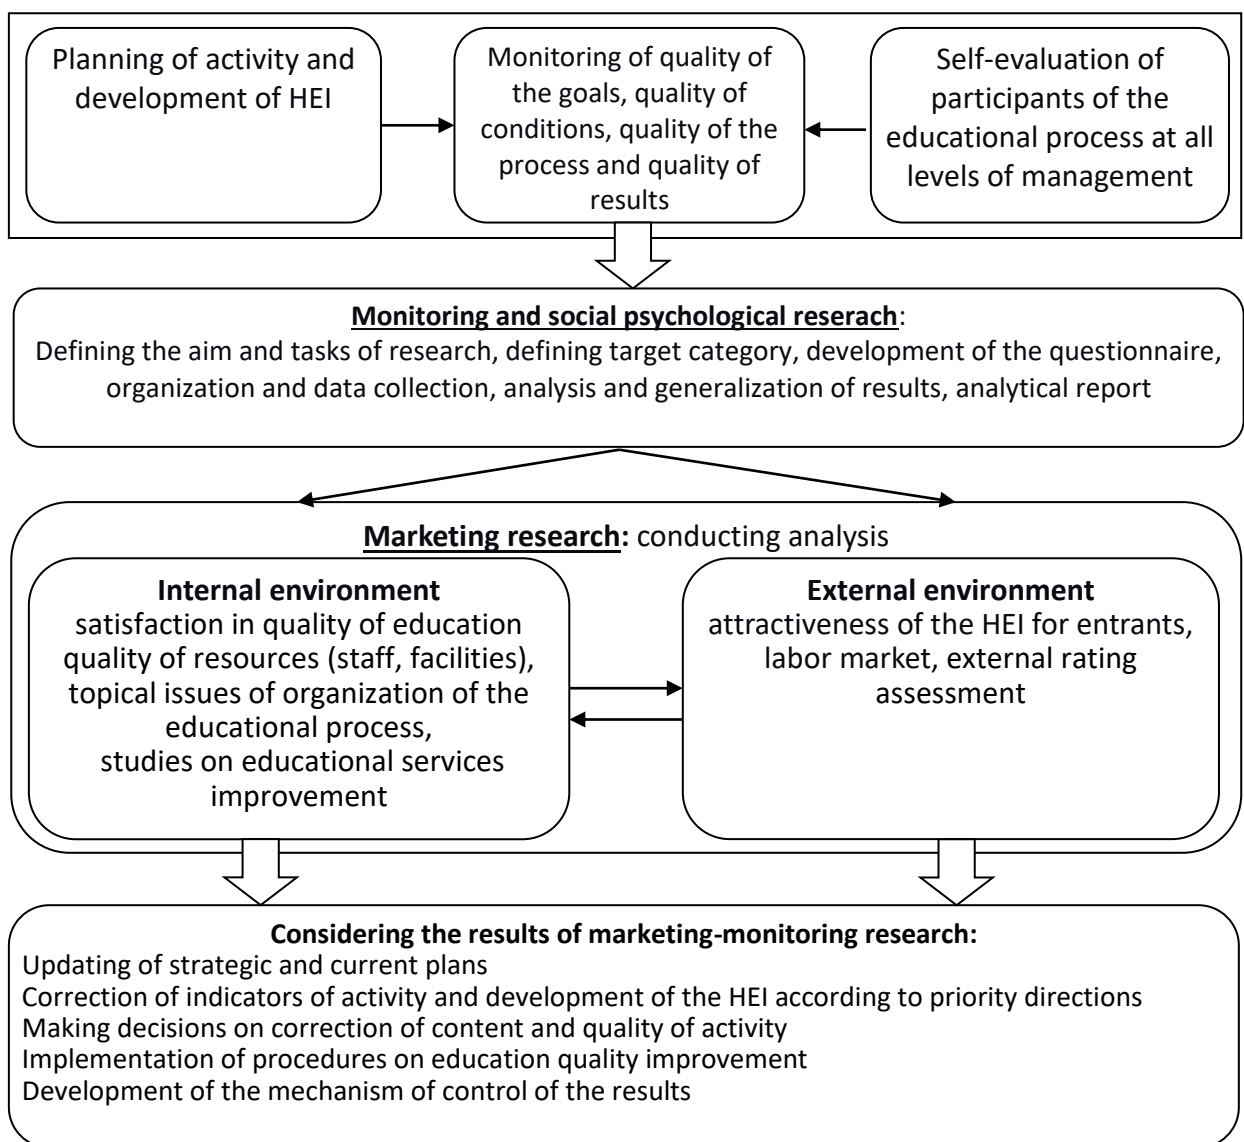 Planning of activity and
development of HEI
Monitoring of quality of
the goals, quality of
conditions, quality of the
process and quality of
results
Self-evaluation of
participants of the
educational process at all
levels of management
Monitoring and social psychological reserach:
Defining the aim and tasks of research, defining target category, development of the questionnaire,
organization and data collection, analysis and generalization of results, analytical report
Marketing research: conducting analysis
Internal environment
satisfaction in quality of education
quality of resources (staff, facilities),
topical issues of organization of the
educational process,
studies on educational services
improvement
External environment
attractiveness of the HEI for entrants,
labor market, external rating
assessment
Considering the results of marketing-monitoring research:
Updating of strategic and current plans
Correction of indicators of activity and development of the HEI according to priority directions
Making decisions on correction of content and quality of activity
Implementation of procedures on education quality improvement
Development of the mechanism of control of the results